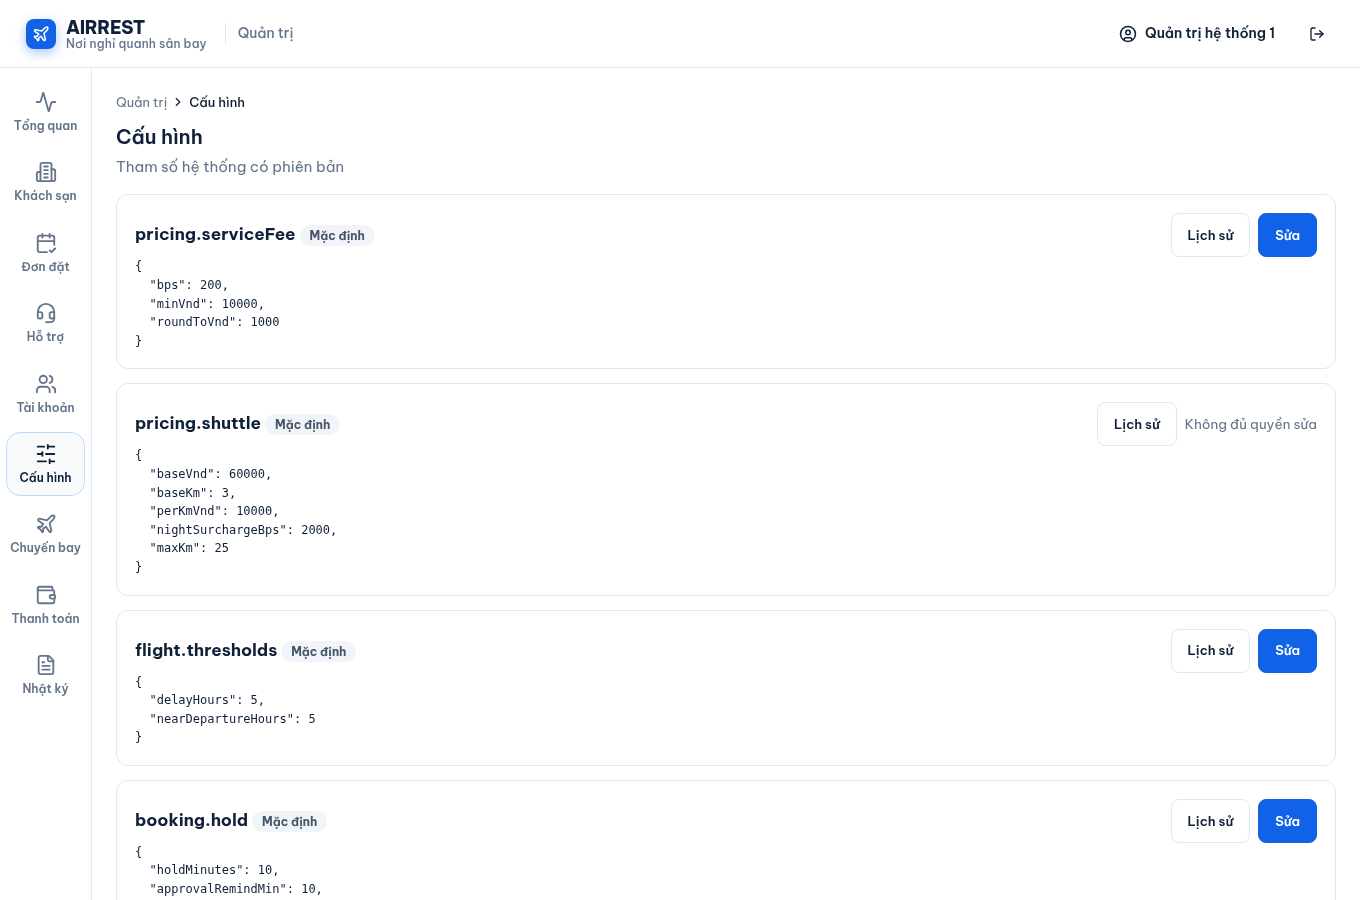 AIRREST
Nơi nghỉ quanh sân bay
Quản trị
Quản trị hệ thống 1
Tổng quan
Khách sạn
Đơn đặt
Hỗ trợ
Tài khoản
Cấu hình
Chuyến bay
Thanh toán
Nhật ký
Quản trị > Cấu hình
Cấu hình
Tham số hệ thống có phiên bản
pricing.serviceFee Mặc định
Lịch sử Sửa
{
  "bps": 200,
  "minVnd": 10000,
  "roundToVnd": 1000
}
pricing.shuttle Mặc định
Lịch sử Không đủ quyền sửa
{
  "baseVnd": 60000,
  "baseKm": 3,
  "perKmVnd": 10000,
  "nightSurchargeBps": 2000,
  "maxKm": 25
}
flight.thresholds Mặc định
Lịch sử Sửa
{
  "delayHours": 5,
  "nearDepartureHours": 5
}
booking.hold Mặc định
Lịch sử Sửa
{
  "holdMinutes": 10,
  "approvalRemindMin": 10,